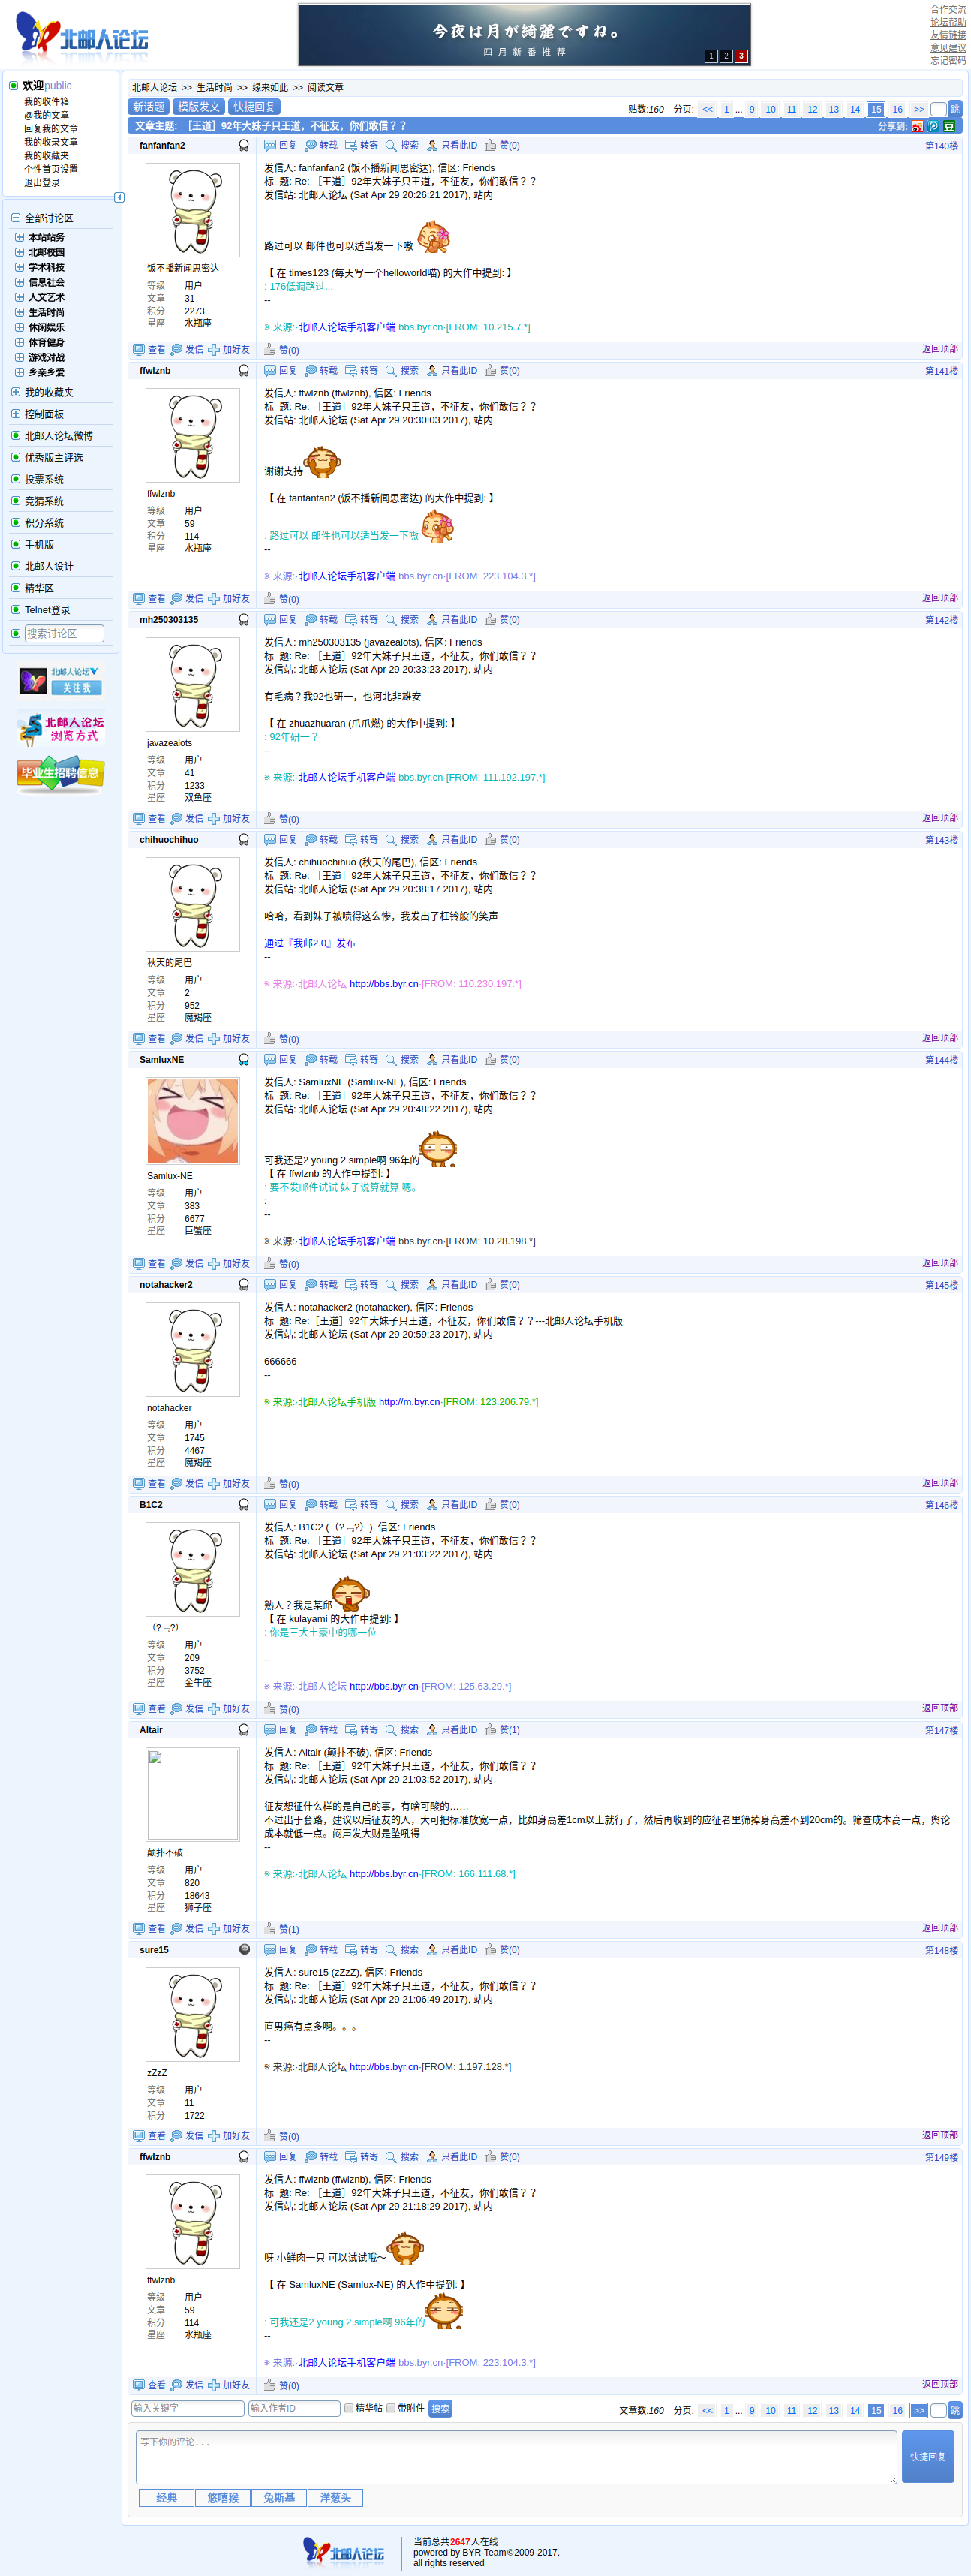 北邮人论坛
今夜は月が綺麗ですね。
四月新番推荐
1 2 3
合作交流
论坛帮助
友情链接
意见建议
忘记密码
欢迎public
我的收件箱
@我的文章
回复我的文章
我的收录文章
我的收藏夹
个性首页设置
退出登录
全部讨论区
本站站务
北邮校园
学术科技
信息社会
人文艺术
生活时尚
休闲娱乐
体育健身
游戏对战
乡亲乡爱
我的收藏夹
控制面板
北邮人论坛微博
优秀版主评选
投票系统
竞猜系统
积分系统
手机版
北邮人设计
精华区
Telnet登录
搜索讨论区
北邮人论坛
关注我
北邮人论坛
浏览方式
毕业生招聘信息
北邮人论坛 >> 生活时尚 >> 缘来如此 >> 阅读文章
新话题 模版发文 快捷回复
贴数:160 分页: << 1 ... 9 10 11 12 13 14 15 16 >> 跳
文章主题: ［王道］92年大妹子只王道，不征友，你们敢信？？ 分享到:
fanfanfan2 回复 转载 转寄 搜索 只看此ID 赞(0) 第140楼
饭不播新闻思密达
等级 用户
文章 31
积分 2273
星座 水瓶座
发信人: fanfanfan2 (饭不播新闻思密达), 信区: Friends
标 题: Re: ［王道］92年大妹子只王道，不征友，你们敢信？？
发信站: 北邮人论坛 (Sat Apr 29 20:26:21 2017), 站内
路过可以 邮件也可以适当发一下嗷
【 在 times123 (每天写一个helloworld喵) 的大作中提到: 】
: 176低调路过...
--
※ 来源:·北邮人论坛手机客户端 bbs.byr.cn·[FROM: 10.215.7.*]
查看 发信 加好友 赞(0) 返回顶部
ffwlznb 回复 转载 转寄 搜索 只看此ID 赞(0) 第141楼
ffwlznb
等级 用户
文章 59
积分 114
星座 水瓶座
发信人: ffwlznb (ffwlznb), 信区: Friends
标 题: Re: ［王道］92年大妹子只王道，不征友，你们敢信？？
发信站: 北邮人论坛 (Sat Apr 29 20:30:03 2017), 站内
谢谢支持
【 在 fanfanfan2 (饭不播新闻思密达) 的大作中提到: 】
: 路过可以 邮件也可以适当发一下嗷
--
※ 来源:·北邮人论坛手机客户端 bbs.byr.cn·[FROM: 223.104.3.*]
查看 发信 加好友 赞(0) 返回顶部
mh250303135 回复 转载 转寄 搜索 只看此ID 赞(0) 第142楼
javazealots
等级 用户
文章 41
积分 1233
星座 双鱼座
发信人: mh250303135 (javazealots), 信区: Friends
标 题: Re: ［王道］92年大妹子只王道，不征友，你们敢信？？
发信站: 北邮人论坛 (Sat Apr 29 20:33:23 2017), 站内
有毛病？我92也研一，也河北非雄安
【 在 zhuazhuaran (爪爪燃) 的大作中提到: 】
: 92年研一？
--
※ 来源:·北邮人论坛手机客户端 bbs.byr.cn·[FROM: 111.192.197.*]
查看 发信 加好友 赞(0) 返回顶部
chihuochihuo 回复 转载 转寄 搜索 只看此ID 赞(0) 第143楼
秋天的尾巴
等级 用户
文章 2
积分 952
星座 魔羯座
发信人: chihuochihuo (秋天的尾巴), 信区: Friends
标 题: Re: ［王道］92年大妹子只王道，不征友，你们敢信？？
发信站: 北邮人论坛 (Sat Apr 29 20:38:17 2017), 站内
哈哈，看到妹子被喷得这么惨，我发出了杠铃般的笑声
通过『我邮2.0』发布
--
※ 来源:·北邮人论坛 http://bbs.byr.cn·[FROM: 110.230.197.*]
查看 发信 加好友 赞(0) 返回顶部
SamluxNE 回复 转载 转寄 搜索 只看此ID 赞(0) 第144楼
Samlux-NE
等级 用户
文章 383
积分 6677
星座 巨蟹座
发信人: SamluxNE (Samlux-NE), 信区: Friends
标 题: Re: ［王道］92年大妹子只王道，不征友，你们敢信？？
发信站: 北邮人论坛 (Sat Apr 29 20:48:22 2017), 站内
可我还是2 young 2 simple啊 96年的
【 在 ffwlznb 的大作中提到: 】
: 要不发邮件试试 妹子说算就算 嗯。
:
--
※ 来源:·北邮人论坛手机客户端 bbs.byr.cn·[FROM: 10.28.198.*]
查看 发信 加好友 赞(0) 返回顶部
notahacker2 回复 转载 转寄 搜索 只看此ID 赞(0) 第145楼
notahacker
等级 用户
文章 1745
积分 4467
星座 魔羯座
发信人: notahacker2 (notahacker), 信区: Friends
标 题: Re:［王道］92年大妹子只王道，不征友，你们敢信？？---北邮人论坛手机版
发信站: 北邮人论坛 (Sat Apr 29 20:59:23 2017), 站内
666666
--
※ 来源:·北邮人论坛手机版 http://m.byr.cn·[FROM: 123.206.79.*]
查看 发信 加好友 赞(0) 返回顶部
B1C2 回复 转载 转寄 搜索 只看此ID 赞(0) 第146楼
（? ﹃?）
等级 用户
文章 209
积分 3752
星座 金牛座
发信人: B1C2 (（? ﹃?）), 信区: Friends
标 题: Re: ［王道］92年大妹子只王道，不征友，你们敢信？？
发信站: 北邮人论坛 (Sat Apr 29 21:03:22 2017), 站内
熟人？我是某邱
【 在 kulayami 的大作中提到: 】
: 你是三大土豪中的哪一位
--
※ 来源:·北邮人论坛 http://bbs.byr.cn·[FROM: 125.63.29.*]
查看 发信 加好友 赞(0) 返回顶部
Altair 回复 转载 转寄 搜索 只看此ID 赞(1) 第147楼
颠扑不破
等级 用户
文章 820
积分 18643
星座 狮子座
发信人: Altair (颠扑不破), 信区: Friends
标 题: Re: ［王道］92年大妹子只王道，不征友，你们敢信？？
发信站: 北邮人论坛 (Sat Apr 29 21:03:52 2017), 站内
征友想征什么样的是自己的事，有啥可酸的……
不过出于套路，建议以后征友的人，大可把标准放宽一点，比如身高差1cm以上就行了，然后再收到的应征者里筛掉身高差不到20cm的。筛查成本高一点，舆论
成本就低一点。闷声发大财是坠吼得
--
※ 来源:·北邮人论坛 http://bbs.byr.cn·[FROM: 166.111.68.*]
查看 发信 加好友 赞(1) 返回顶部
sure15 回复 转载 转寄 搜索 只看此ID 赞(0) 第148楼
zZzZ
等级 用户
文章 11
积分 1722
发信人: sure15 (zZzZ), 信区: Friends
标 题: Re: ［王道］92年大妹子只王道，不征友，你们敢信？？
发信站: 北邮人论坛 (Sat Apr 29 21:06:49 2017), 站内
直男癌有点多啊。。。
--
※ 来源:·北邮人论坛 http://bbs.byr.cn·[FROM: 1.197.128.*]
查看 发信 加好友 赞(0) 返回顶部
ffwlznb 回复 转载 转寄 搜索 只看此ID 赞(0) 第149楼
ffwlznb
等级 用户
文章 59
积分 114
星座 水瓶座
发信人: ffwlznb (ffwlznb), 信区: Friends
标 题: Re: ［王道］92年大妹子只王道，不征友，你们敢信？？
发信站: 北邮人论坛 (Sat Apr 29 21:18:29 2017), 站内
呀 小鲜肉一只 可以试试哦～
【 在 SamluxNE (Samlux-NE) 的大作中提到: 】
: 可我还是2 young 2 simple啊 96年的
--
※ 来源:·北邮人论坛手机客户端 bbs.byr.cn·[FROM: 223.104.3.*]
查看 发信 加好友 赞(0) 返回顶部
输入关键字 输入作者ID 精华帖 带附件 搜索
文章数:160 分页: << 1 ... 9 10 11 12 13 14 15 16 >> 跳
写下你的评论...
快捷回复
经典 悠嘻猴 兔斯基 洋葱头
北邮人论坛
当前总共2647人在线
powered by BYR-Team©2009-2017.
all rights reserved